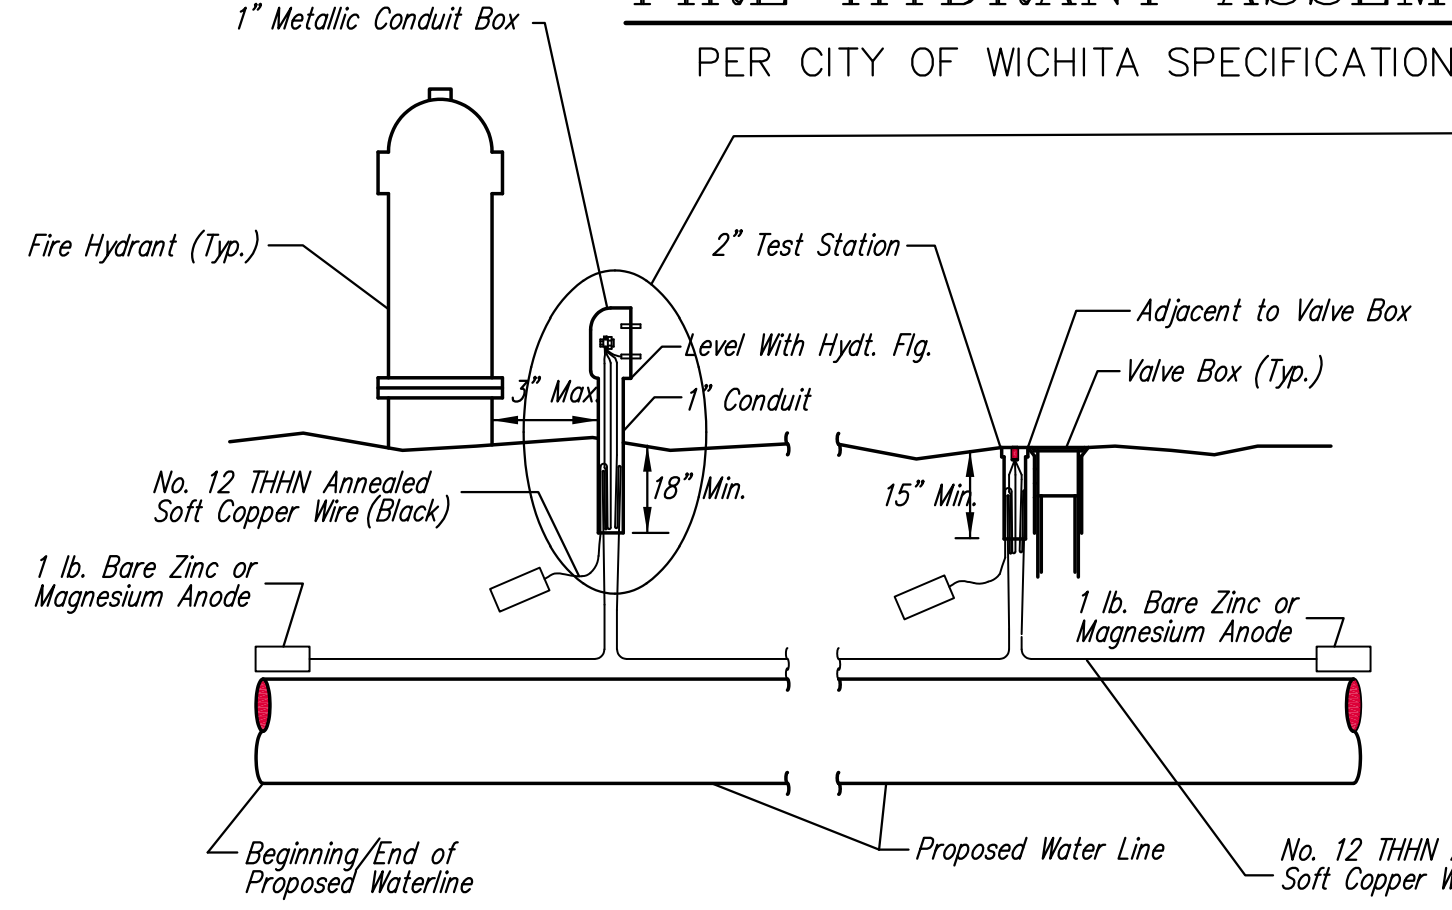 FIRE HYDRANT ASSEM
PER CITY OF WICHITA SPECIFICATION
1" Metallic Conduit Box
Fire Hydrant (Typ.)
2" Test Station
Adjacent to Valve Box
Level With Hydt. Flg.
Valve Box (Typ.)
3" Max.
1" Conduit
No. 12 THHN Annealed
Soft Copper Wire (Black)
18" Min.
15" Min.
1 lb. Bare Zinc or
Magnesium Anode
1 lb. Bare Zinc or
Magnesium Anode
Beginning/End of
Proposed Waterline
Proposed Water Line
No. 12 THHN
Soft Copper